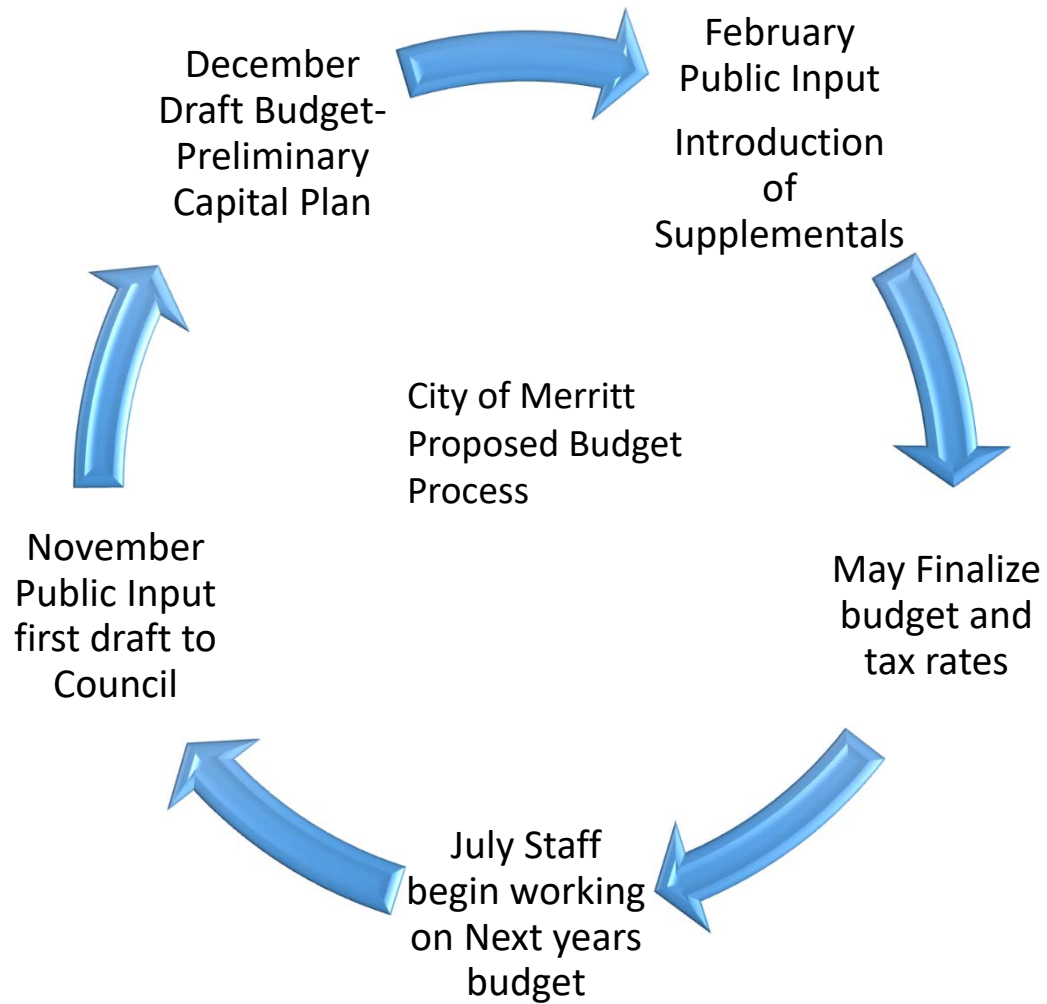 December
Draft Budget-
Preliminary
Capital Plan
February
Public Input
Introduction
of
Supplementals
City of Merritt
Proposed Budget
Process
May Finalize
budget and
tax rates
July Staff
begin working
on Next years
budget
November
Public Input
first draft to
Council